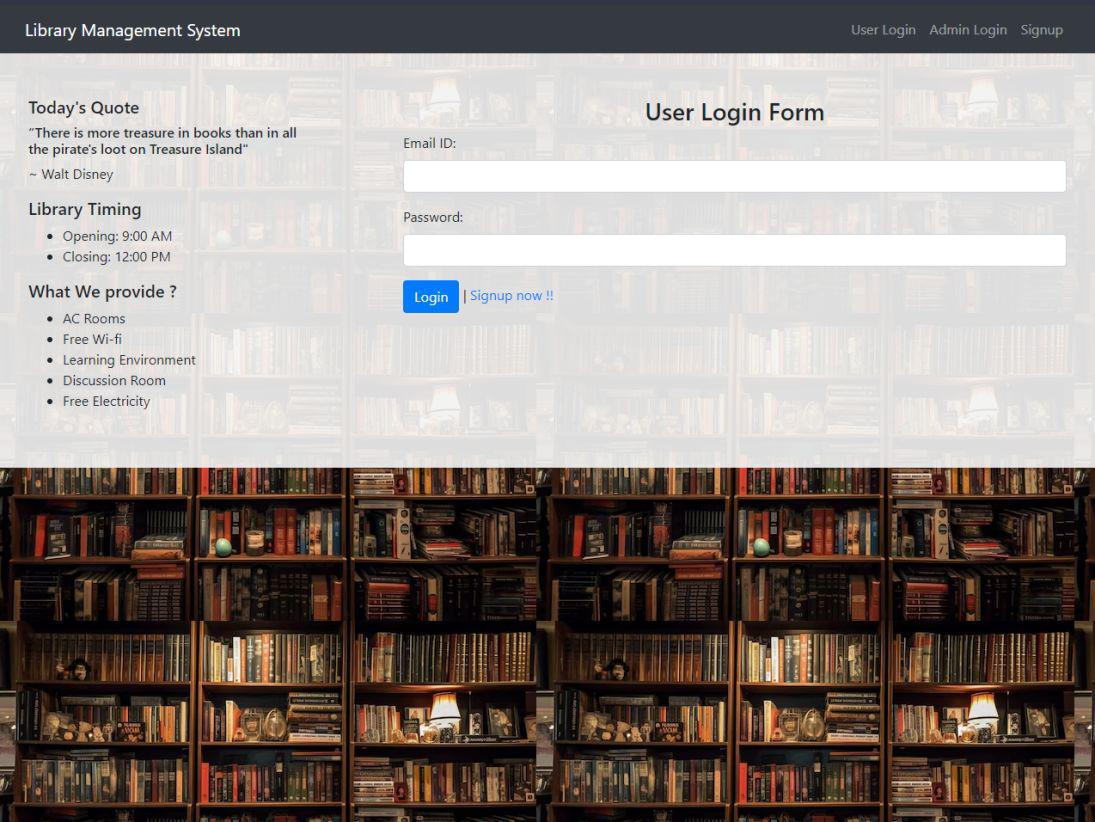 Library Management System
User Login Admin Login Signup
Today's Quote
“There is more treasure in books than in all
the pirate's loot on Treasure Island"
~ Walt Disney
Library Timing
Opening: 9:00 AM
Closing: 12:00 PM
What We provide ?
AC Rooms
Free Wi-fi
Learning Environment
Discussion Room
Free Electricity
User Login Form
Email ID:
Password:
Login | Signup now !!